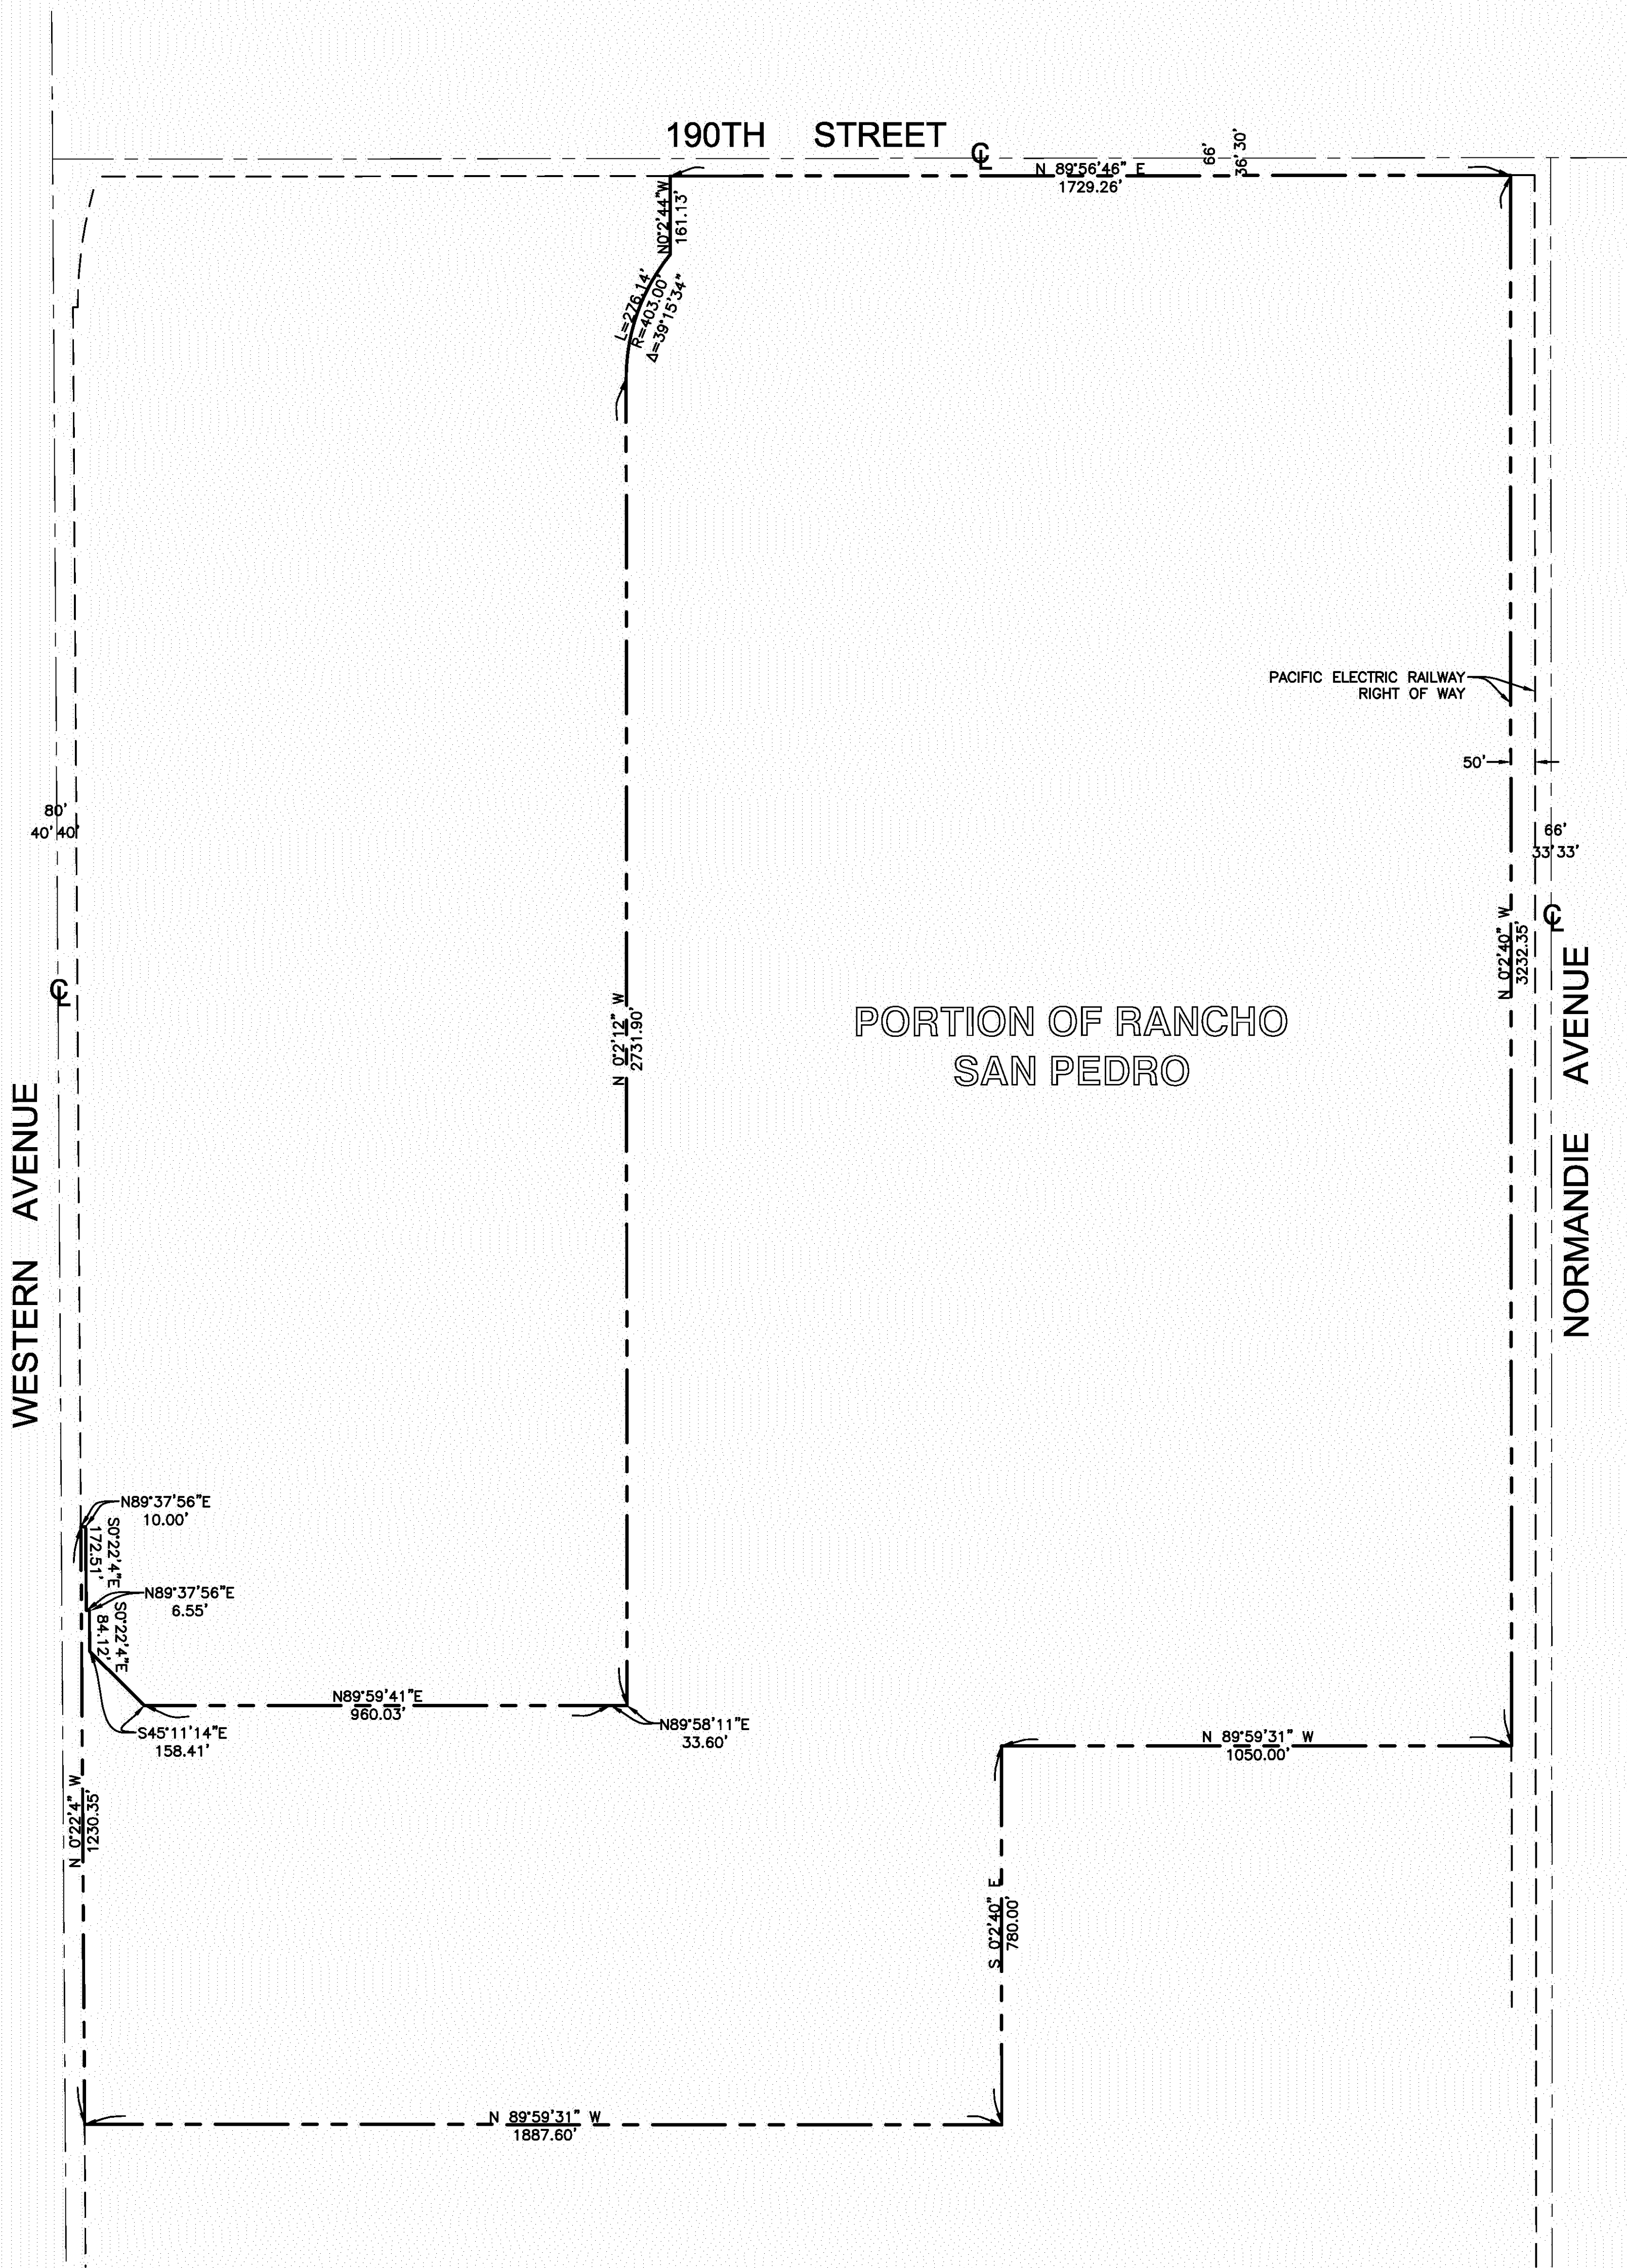 190TH STREET
℄
66'
36' 30'
N 89°56'46" E
1729.26'
N0°2'44"W
161.13'
L=276.14'
R=403.00'
Δ=39°15'34"
PACIFIC ELECTRIC RAILWAY
RIGHT OF WAY
50'
80'
40' 40'
66'
33' 33'
℄
N 0°2'40" W
3232.35'
℄
N 0°2'12" W
2731.90'
PORTION OF RANCHO
SAN PEDRO
WESTERN AVENUE
NORMANDIE AVENUE
N89°37'56"E
10.00'
S0°22'4"E
172.51'
N89°37'56"E
6.55'
S0°22'4"E
84.12'
N89°59'41"E
960.03'
S45°11'14"E
158.41'
N89°58'11"E
33.60'
N 89°59'31" W
1050.00'
N 0°22'4" W
1230.35'
S 0°2'40" E
780.00'
N 89°59'31" W
1887.60'